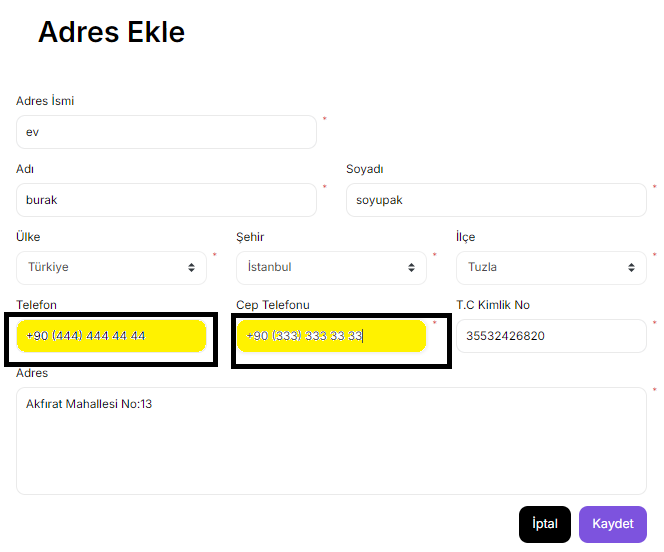 Adres Ekle
Adres İsmi
ev *
Adı Soyadı
burak * soyupak *
Ülke Şehir İlçe
Türkiye * İstanbul * Tuzla *
Telefon Cep Telefonu T.C Kimlik No
+90 (444) 444 44 44 +90 (333) 333 33 33 * 35532426820 *
Adres
Akfırat Mahallesi No:13 *
İptal Kaydet